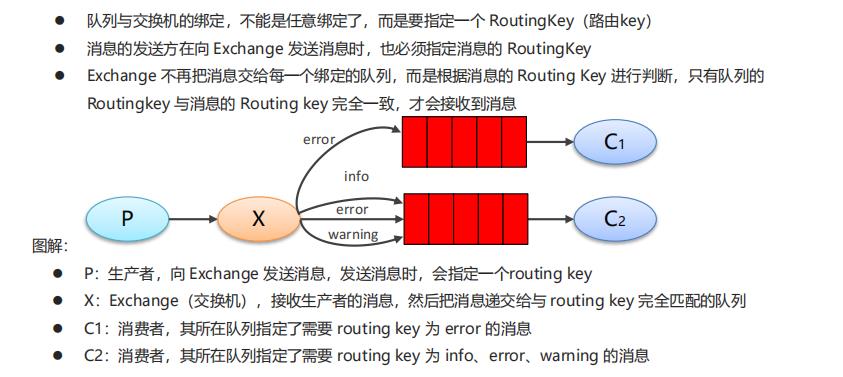 ● 队列与交换机的绑定，不能是任意绑定了，而是要指定一个 RoutingKey（路由key）
● 消息的发送方在向 Exchange 发送消息时，也必须指定消息的 RoutingKey
● Exchange 不再把消息交给每一个绑定的队列，而是根据消息的 Routing Key 进行判断，只有队列的
Routingkey 与消息的 Routing key 完全一致，才会接收到消息
error
C1
info
P
X
error
C2
warning
图解：
● P：生产者，向 Exchange 发送消息，发送消息时，会指定一个routing key
● X：Exchange（交换机），接收生产者的消息，然后把消息递交给与 routing key 完全匹配的队列
● C1：消费者，其所在队列指定了需要 routing key 为 error 的消息
● C2：消费者，其所在队列指定了需要 routing key 为 info、error、warning 的消息